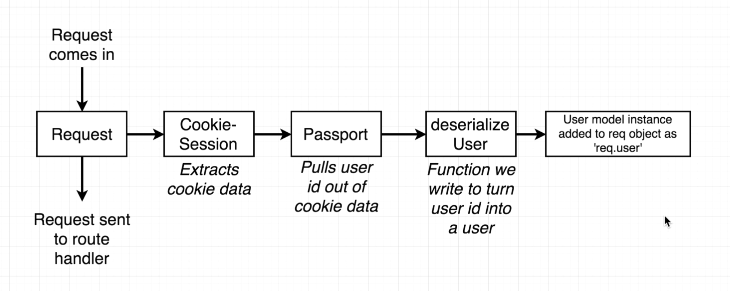 Request
comes in
Request
Cookie-
Session
Passport
deserialize
User
User model instance
added to req object as
'req.user'
Extracts
cookie data
Pulls user
id out of
cookie data
Function we
write to turn
user id into
a user
Request sent
to route
handler